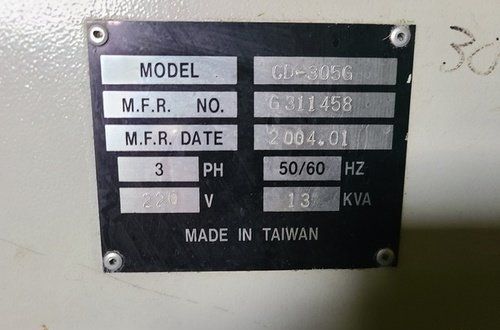 MODEL CD-305G
M.F.R. NO. G311458
M.F.R. DATE 2004.01
3 PH 50/60 HZ
220 V 13 KVA
MADE IN TAIWAN
30